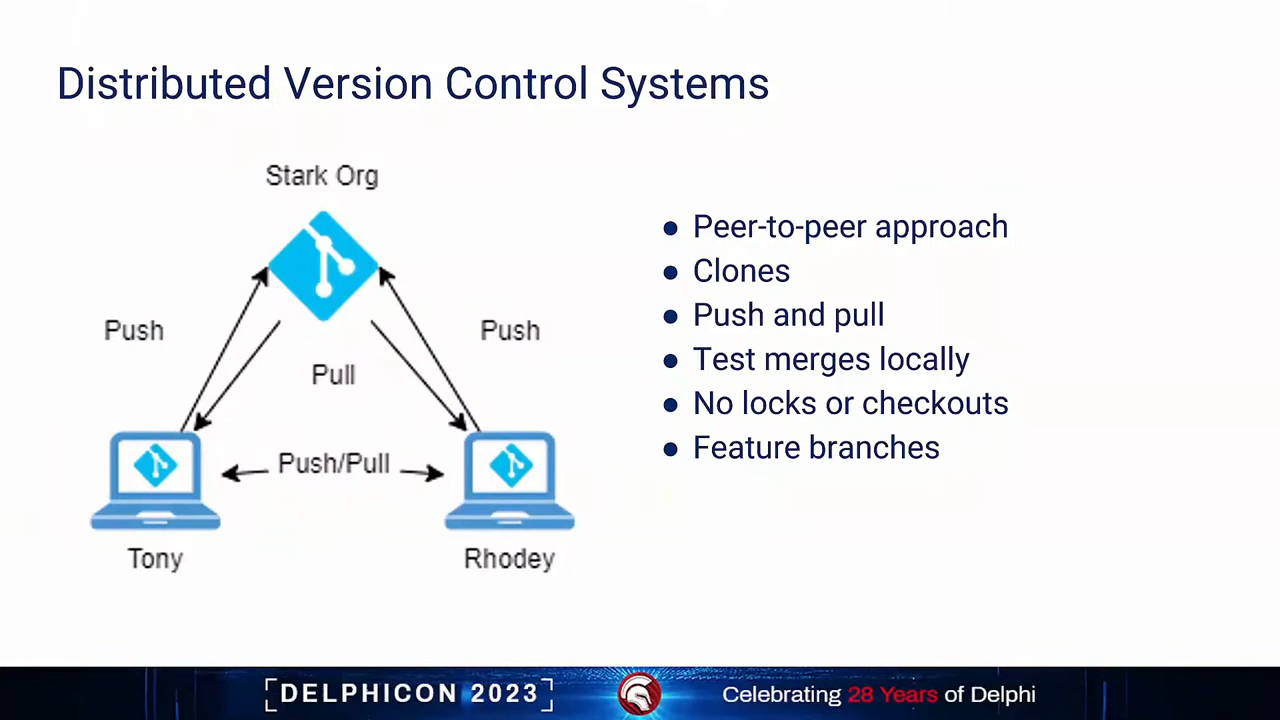 Distributed Version Control Systems
Stark Org
Push
Push
Pull
Push/Pull
Tony
Rhodey
● Peer-to-peer approach
● Clones
● Push and pull
● Test merges locally
● No locks or checkouts
● Feature branches
[DELPHICON 2023]
Celebrating 28 Years of Delphi